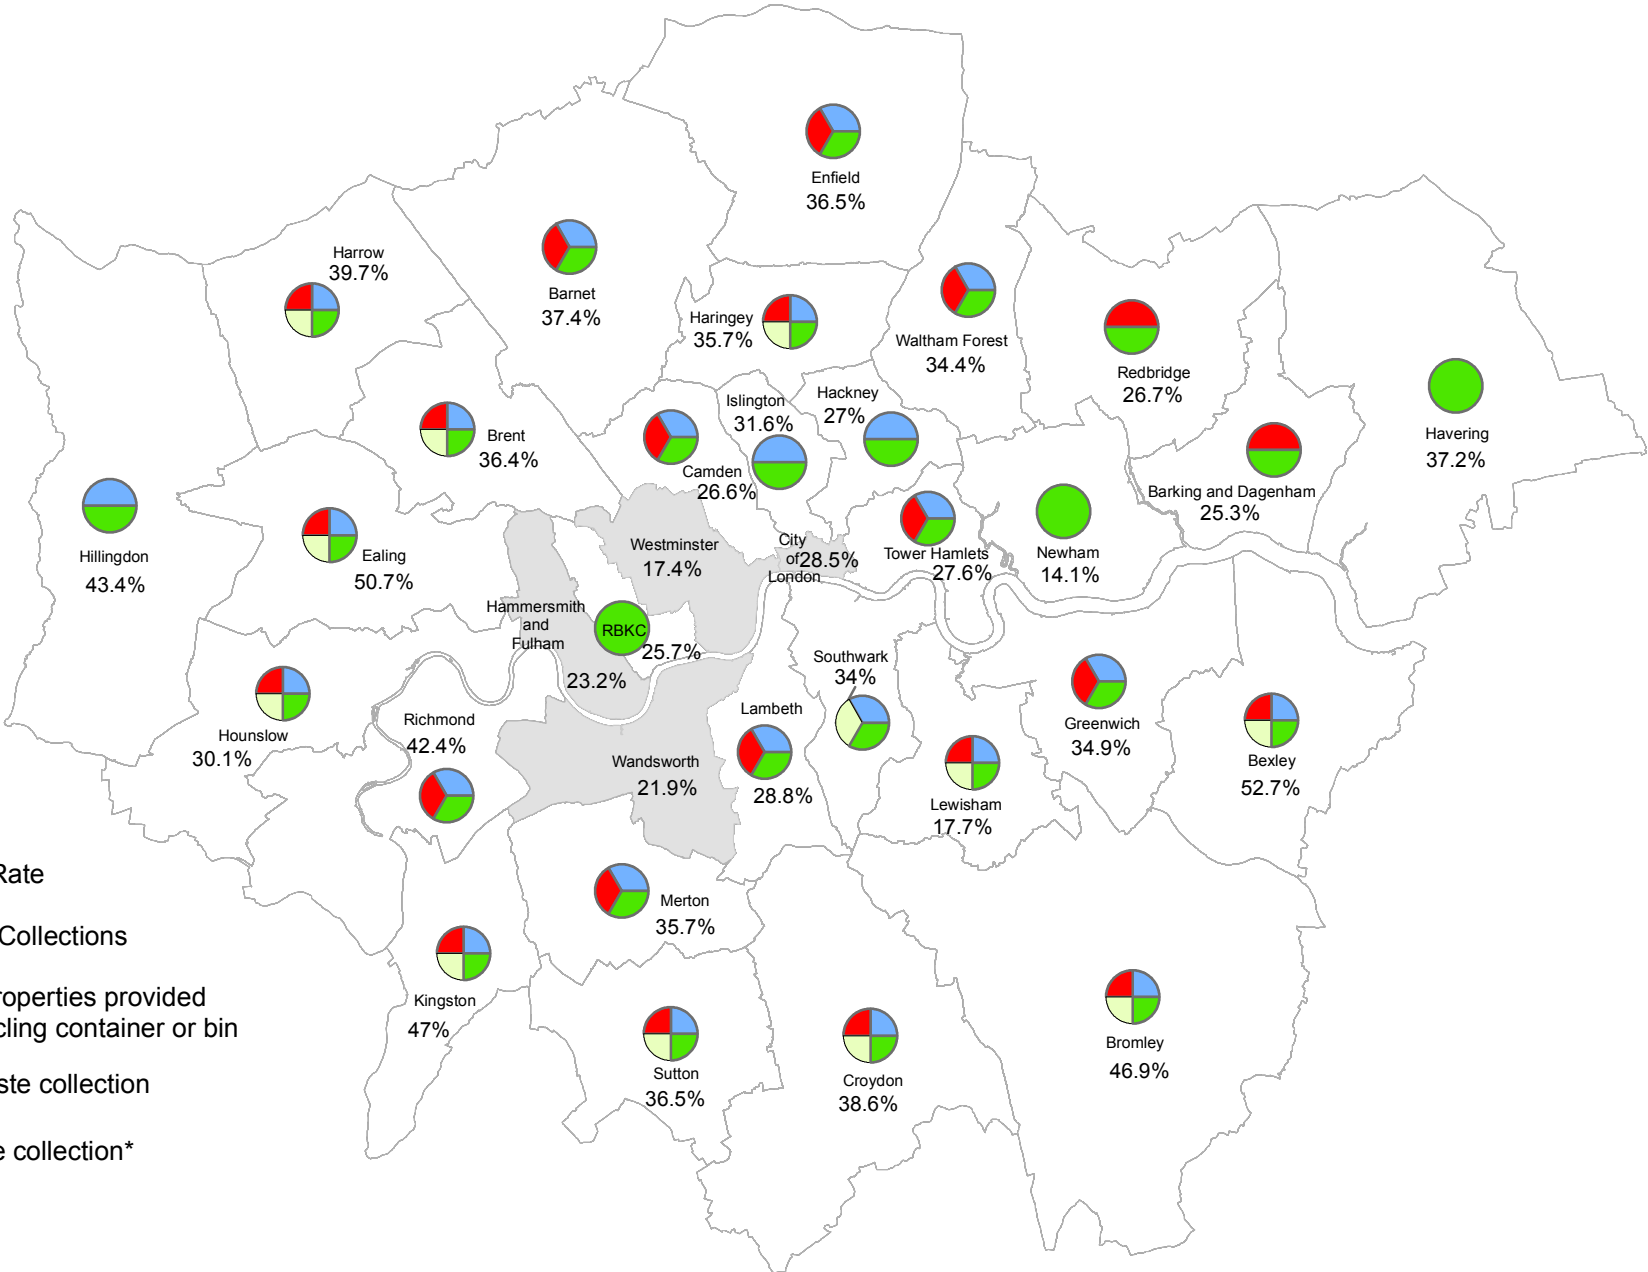 Enfield
36.5%
Harrow
39.7%
Barnet
37.4%
Haringey
35.7%
Waltham Forest
34.4%
Redbridge
26.7%
Havering
37.2%
Brent
36.4%
Camden
26.6%
Islington
31.6%
Hackney
27%
Barking and Dagenham
25.3%
Hillingdon
43.4%
Ealing
50.7%
Westminster
17.4%
City
of
London
28.5%
Tower Hamlets
27.6%
Newham
14.1%
Hammersmith
and
Fulham
23.2%
RBKC
25.7%
Hounslow
30.1%
Richmond
42.4%
Wandsworth
21.9%
Lambeth
28.8%
Southwark
34%
Lewisham
17.7%
Greenwich
34.9%
Bexley
52.7%
Merton
35.7%
Kingston
47%
Sutton
36.5%
Croydon
38.6%
Bromley
46.9%
Rate
Collections
roperties provided
cling container or bin
ste collection
e collection*